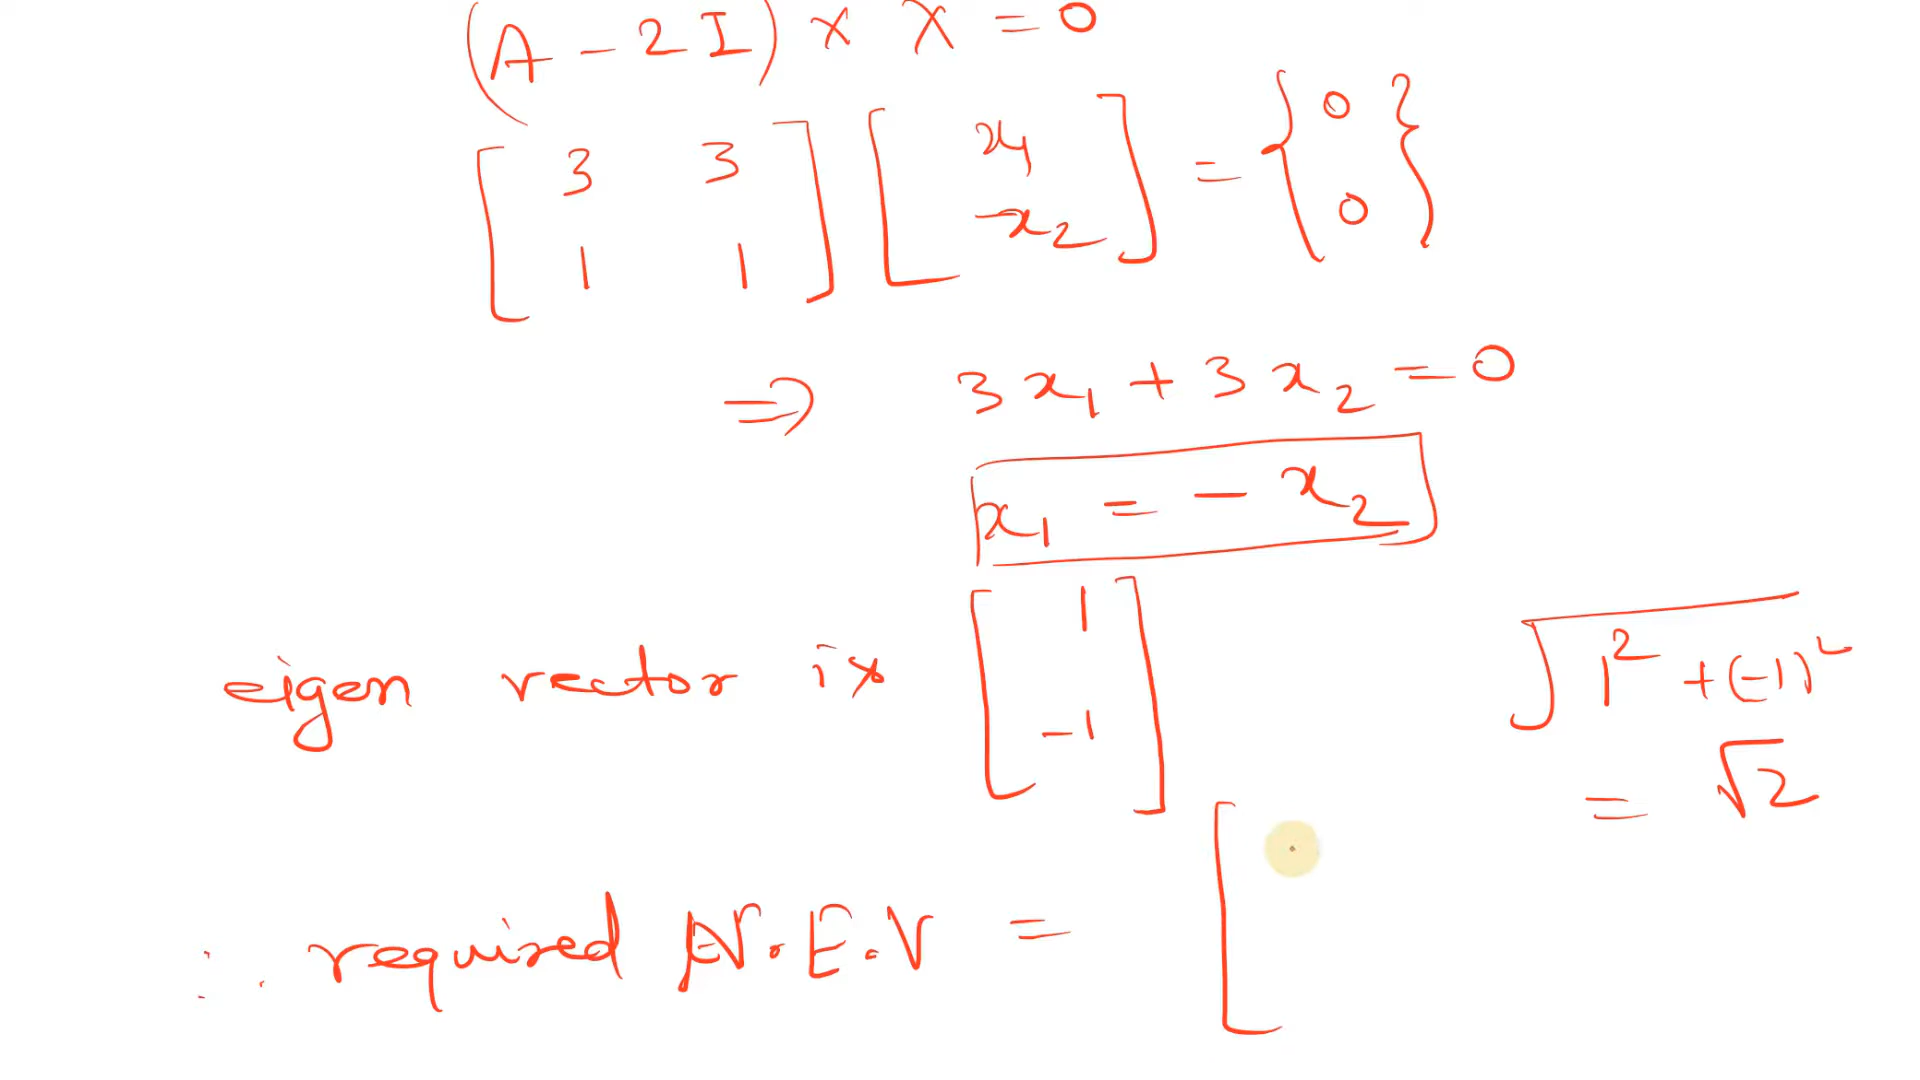 (A - 2I) × X = 0
[3 3 1 1] [x₁ x₂] = {0 0}
⇒ 3x₁ + 3x₂ = 0
x₁ = - x₂
eigen vector is [1 -1]
√1² + (-1)²
= √2
∴ required N.E.V = [